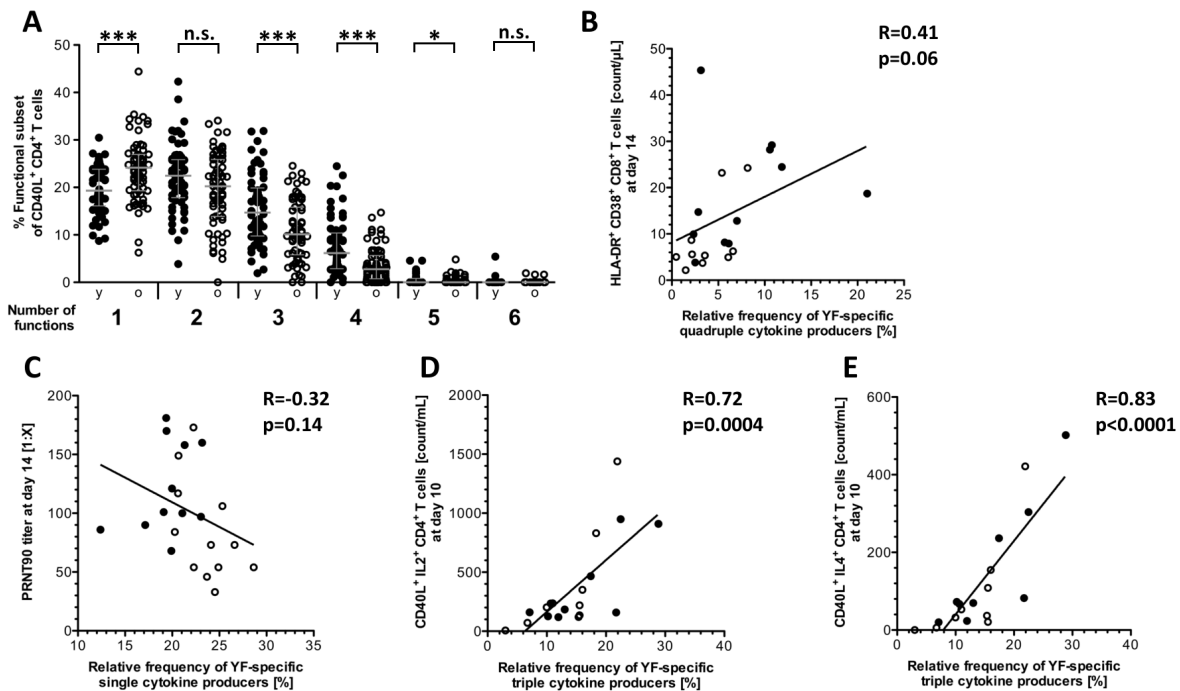 A
*** n.s. *** *** * n.s.
% Functional subset
of CD40L+ CD4+ T cells
50
40
30
20
10
0
y o y o y o y o y o y o
Number of
functions
1 2 3 4 5 6
B
R=0.41
p=0.06
HLA-DR+ CD38+ CD8+ T cells [count/µL]
at day 14
50
40
30
20
10
0
0 5 10 15 20 25
Relative frequency of YF-specific
quadruple cytokine producers [%]
C
R=-0.32
p=0.14
PRNT90 titer at day 14 [1:X]
200
150
100
50
0
10 15 20 25 30 35
Relative frequency of YF-specific
single cytokine producers [%]
D
R=0.72
p=0.0004
CD40L+ IL2+ CD4+ T cells [count/mL]
at day 10
2000
1500
1000
500
0
0 10 20 30 40
Relative frequency of YF-specific
triple cytokine producers [%]
E
R=0.83
p<0.0001
CD40L+ IL4+ CD4+ T cells [count/mL]
at day 10
600
400
200
0
0 10 20 30 40
Relative frequency of YF-specific
triple cytokine producers [%]